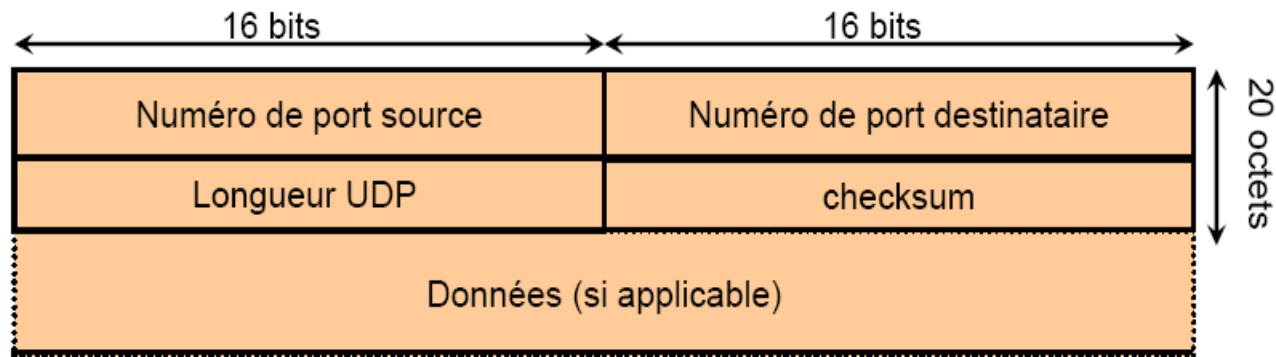 16 bits
16 bits
Numéro de port source
Numéro de port destinataire
20 octets
Longueur UDP
checksum
Données (si applicable)